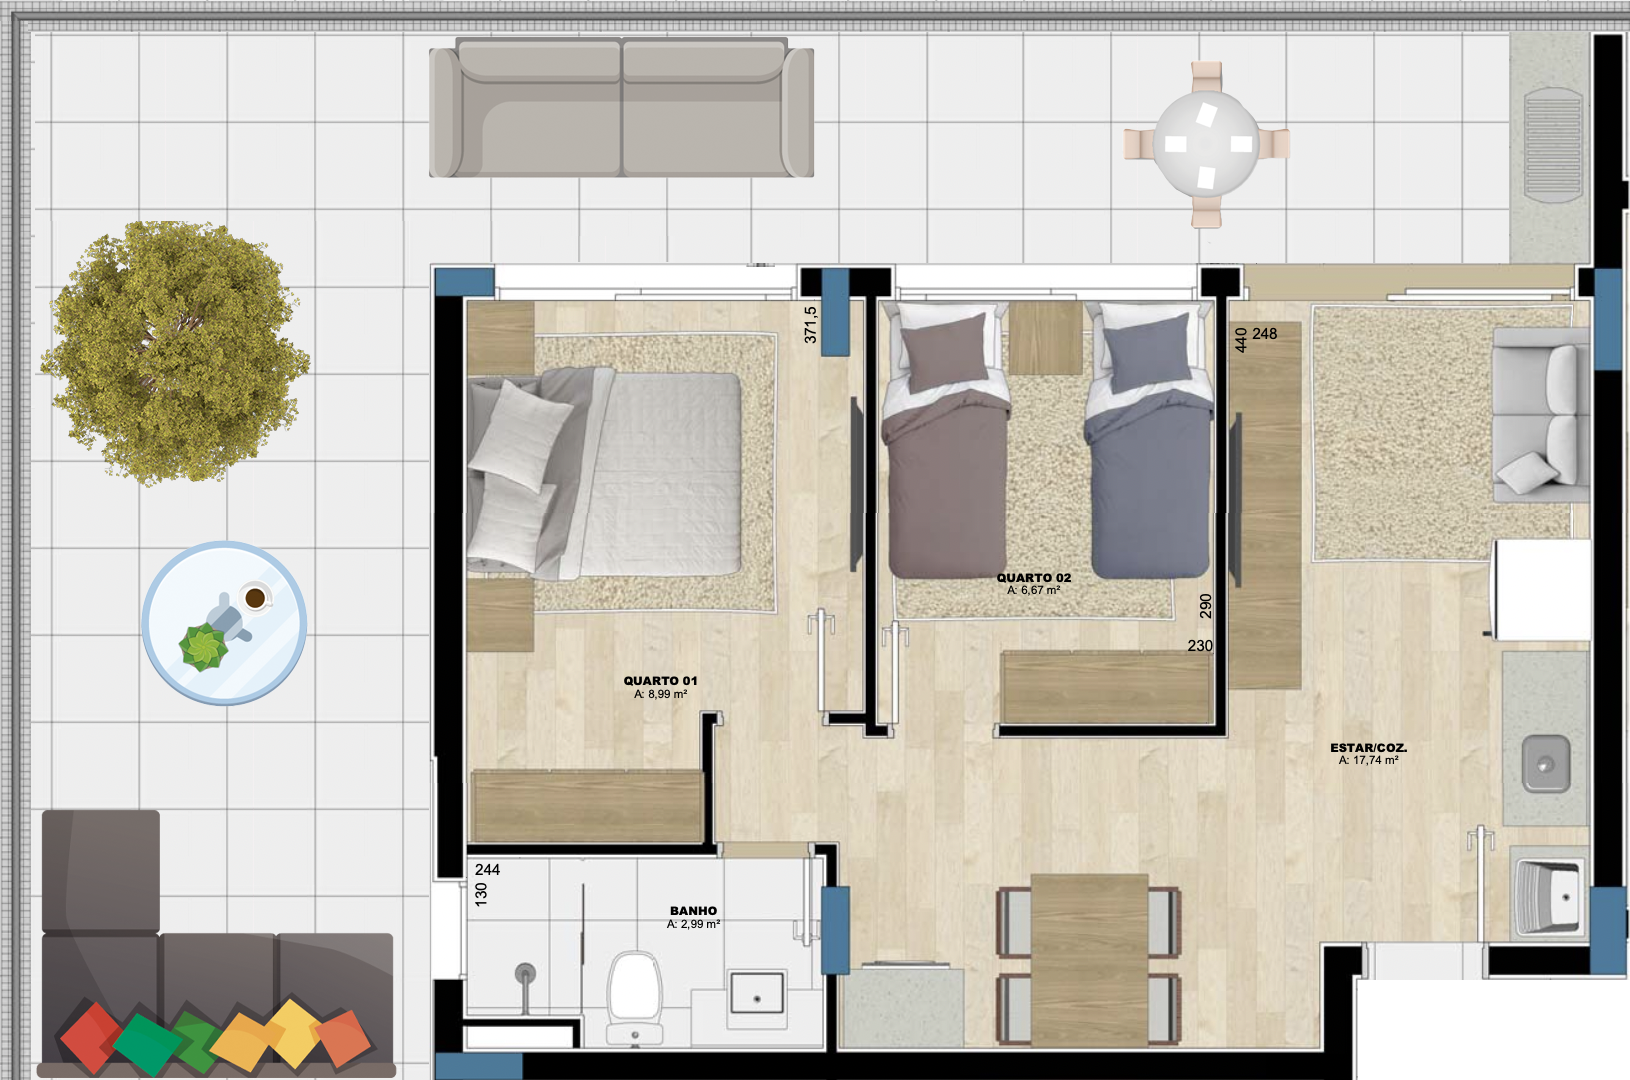 371,5
440 248
QUARTO 02
A: 6,67 m²
290
230
QUARTO 01
A: 8,99 m²
ESTAR/COZ.
A: 17,74 m²
244
130
BANHO
A: 2,99 m²